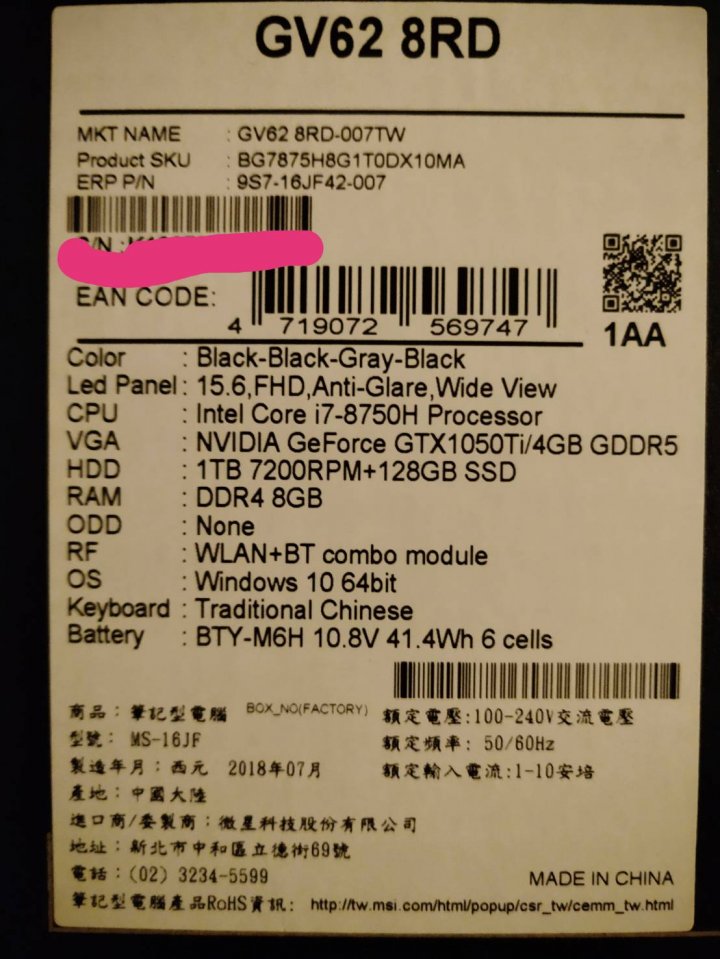 GV62 8RD
MKT NAME : GV62 8RD-007TW
Product SKU : BG7875H8G1T0DX10MA
ERP P/N : 9S7-16JF42-007
EAN CODE:
4 719072 569747
1AA
Color : Black-Black-Gray-Black
Led Panel : 15.6,FHD,Anti-Glare,Wide View
CPU : Intel Core i7-8750H Processor
VGA : NVIDIA GeForce GTX1050Ti/4GB GDDR5
HDD : 1TB 7200RPM+128GB SSD
RAM : DDR4 8GB
ODD : None
RF : WLAN+BT combo module
OS : Windows 10 64bit
Keyboard : Traditional Chinese
Battery : BTY-M6H 10.8V 41.4Wh 6 cells
商品：筆記型電腦 BOX_NO(FACTORY) 額定電壓:100-240V交流電壓
型號： MS-16JF 額定頻率: 50/60Hz
製造年月：西元 2018年07月 額定輸入電流:1-10安培
產地：中國大陸
進口商/委製商：微星科技股份有限公司
地址：新北市中和區立德街69號
電話：(02) 3234-5599 MADE IN CHINA
筆記型電腦產品RoHS資訊: http://tw.msi.com/html/popup/csr_tw/cemm_tw.html